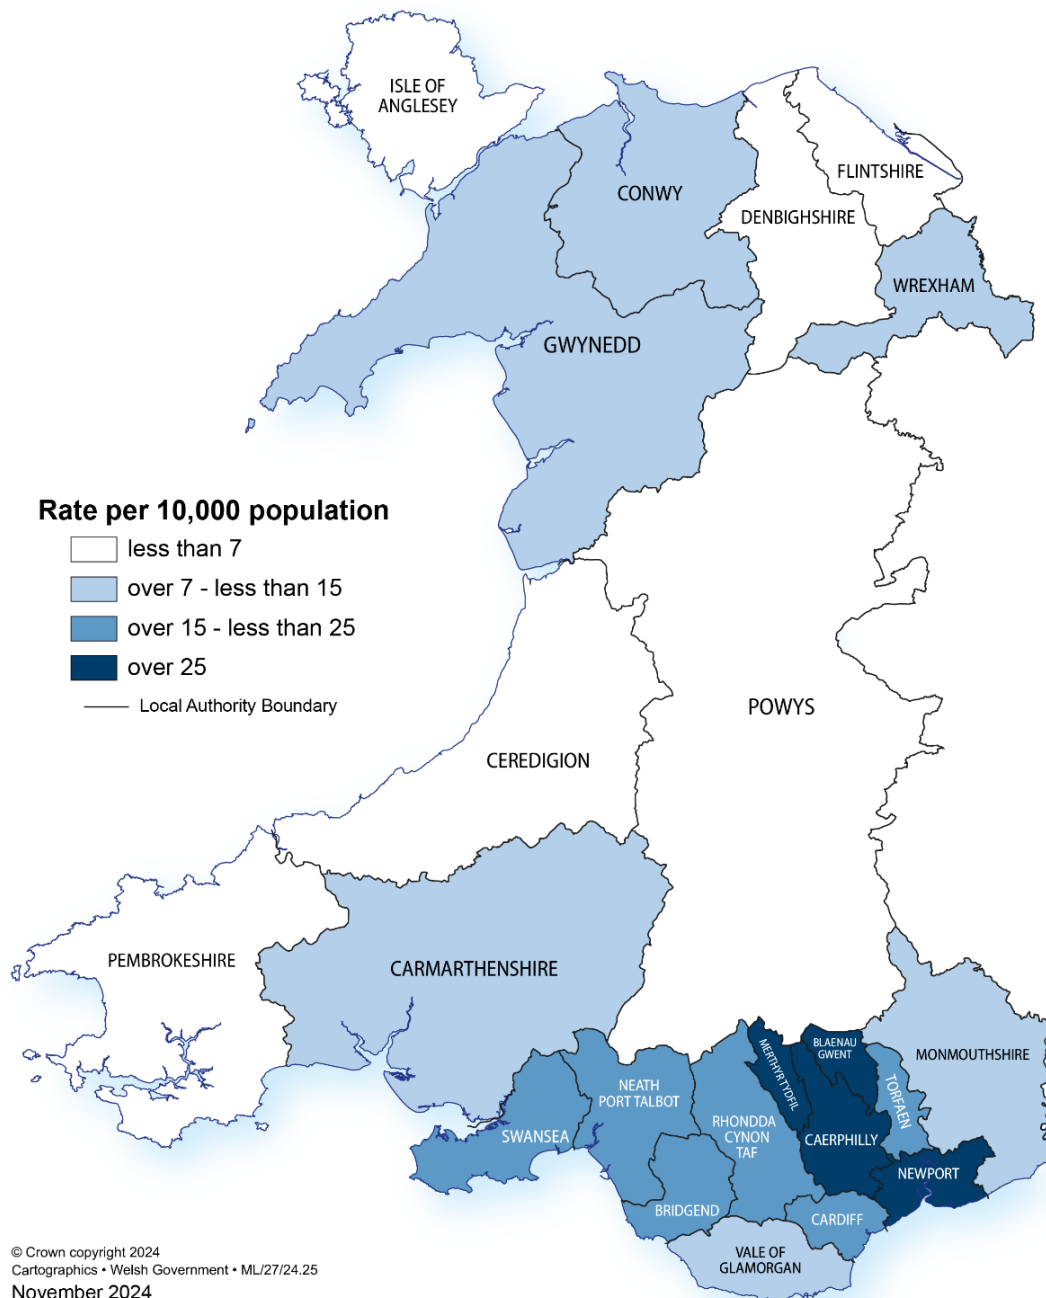 ISLE OF
ANGLESEY
FLINTSHIRE
CONWY
DENBIGHSHIRE
WREXHAM
GWYNEDD
Rate per 10,000 population
less than 7
over 7 - less than 15
over 15 - less than 25
over 25
Local Authority Boundary
POWYS
CEREDIGION
PEMBROKESHIRE
CARMARTHENSHIRE
MERTHYR TYDFIL
BLAENAU
GWENT
MONMOUTHSHIRE
TORFAEN
NEATH
PORT TALBOT
SWANSEA
RHONDDA
CYNON
TAF
CAERPHILLY
NEWPORT
BRIDGEND
CARDIFF
VALE OF
GLAMORGAN
© Crown copyright 2024
Cartographics • Welsh Government • ML/27/24.25
November 2024